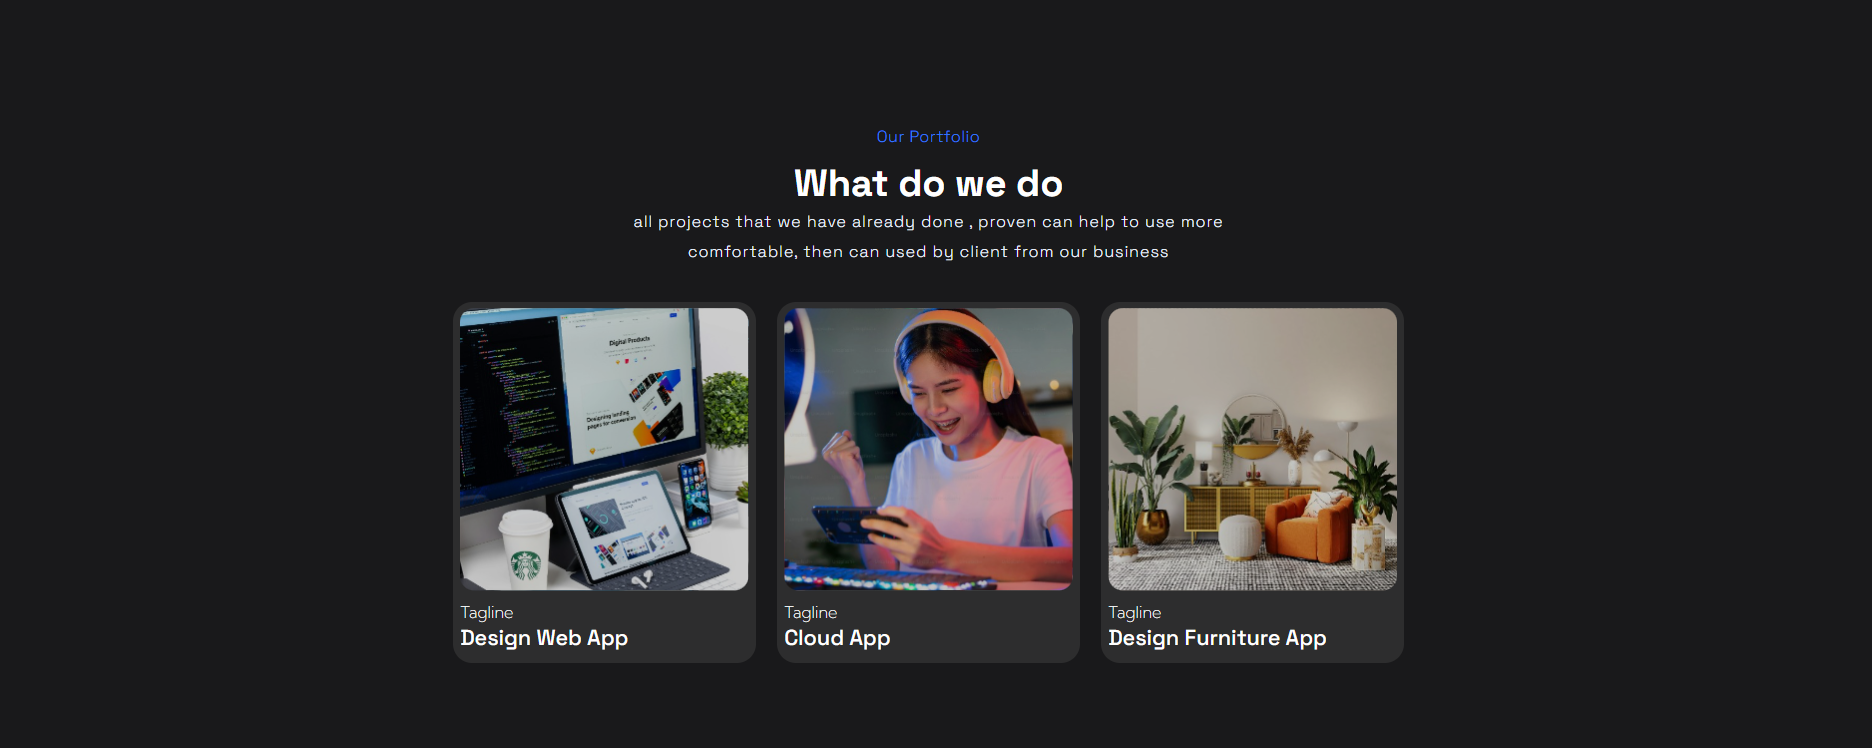 Our Portfolio
What do we do
all projects that we have already done , proven can help to use more
comfortable, then can used by client from our business
Digital Products
Designing landing
pages for conversion
Tagline
Design Web App
Tagline
Cloud App
Tagline
Design Furniture App